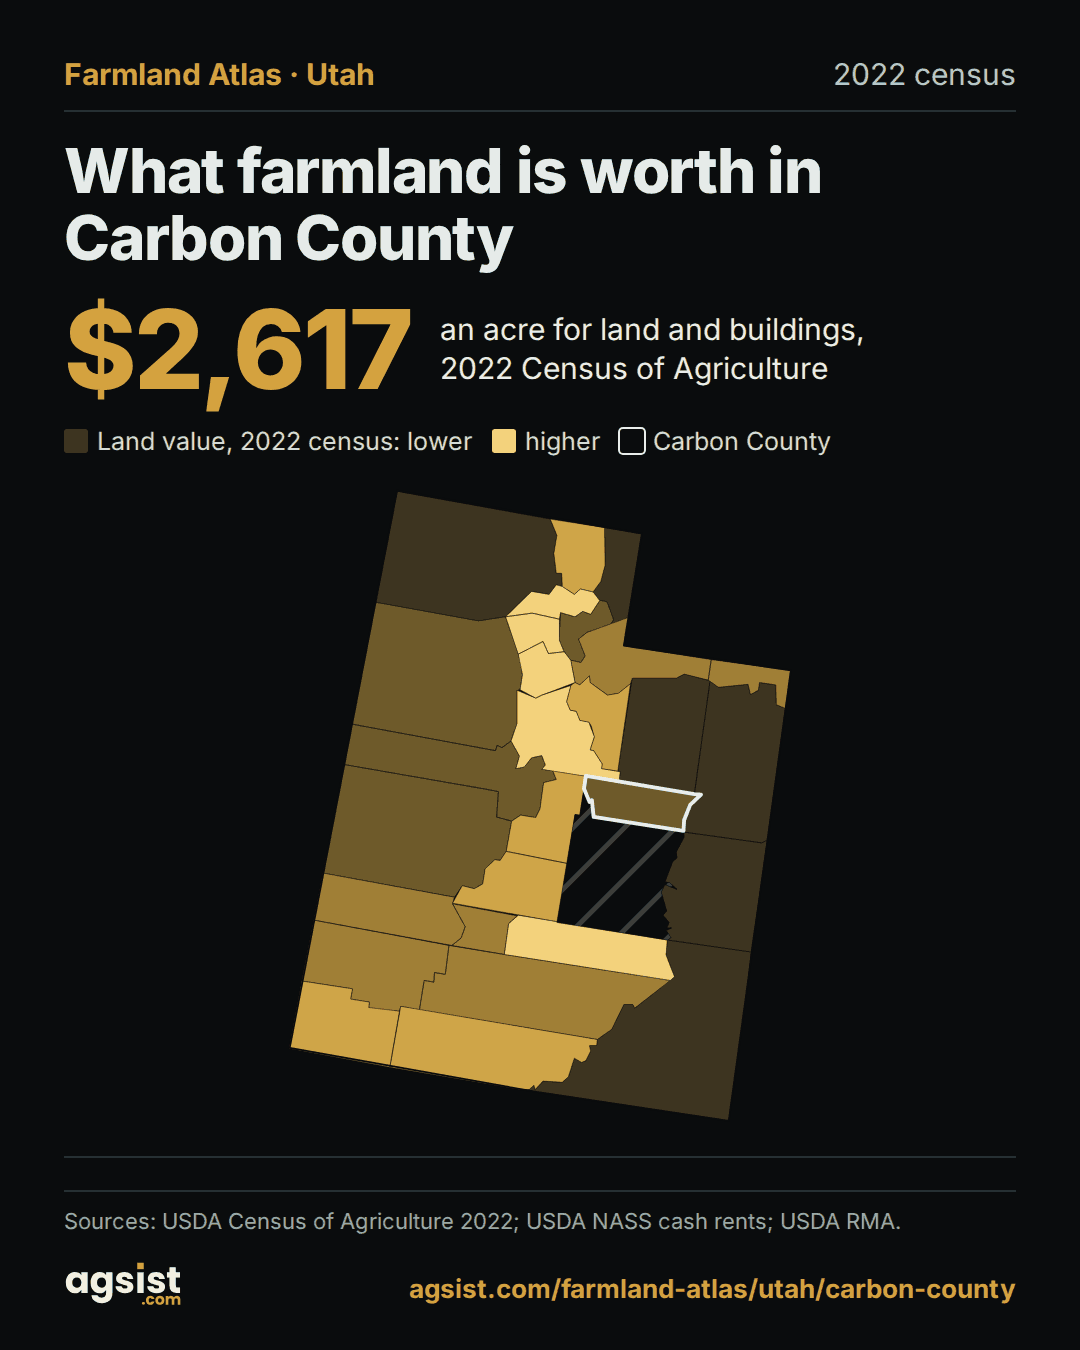 Farmland Atlas · Utah
2022 census
What farmland is worth in
Carbon County
$2,617
an acre for land and buildings,
2022 Census of Agriculture
Land value, 2022 census: lower
higher
Carbon County
Sources: USDA Census of Agriculture 2022; USDA NASS cash rents; USDA RMA.
agsist
.com
agsist.com/farmland-atlas/utah/carbon-county